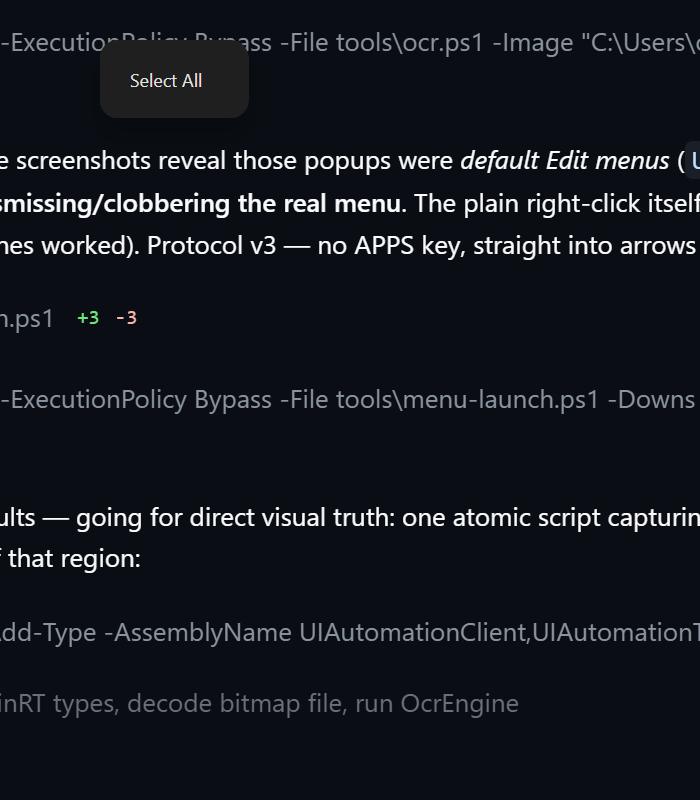 -ExecutionPolicy Bypass -File tools\ocr.ps1 -Image "C:\Users\
Select All
e screenshots reveal those popups were default Edit menus (
smissing/clobbering the real menu. The plain right-click itself
nes worked). Protocol v3 — no APPS key, straight into arrows
n.ps1 +3 -3
-ExecutionPolicy Bypass -File tools\menu-launch.ps1 -Downs
ults — going for direct visual truth: one atomic script capturin
f that region:
Add-Type -AssemblyName UIAutomationClient,UIAutomationT
inRT types, decode bitmap file, run OcrEngine